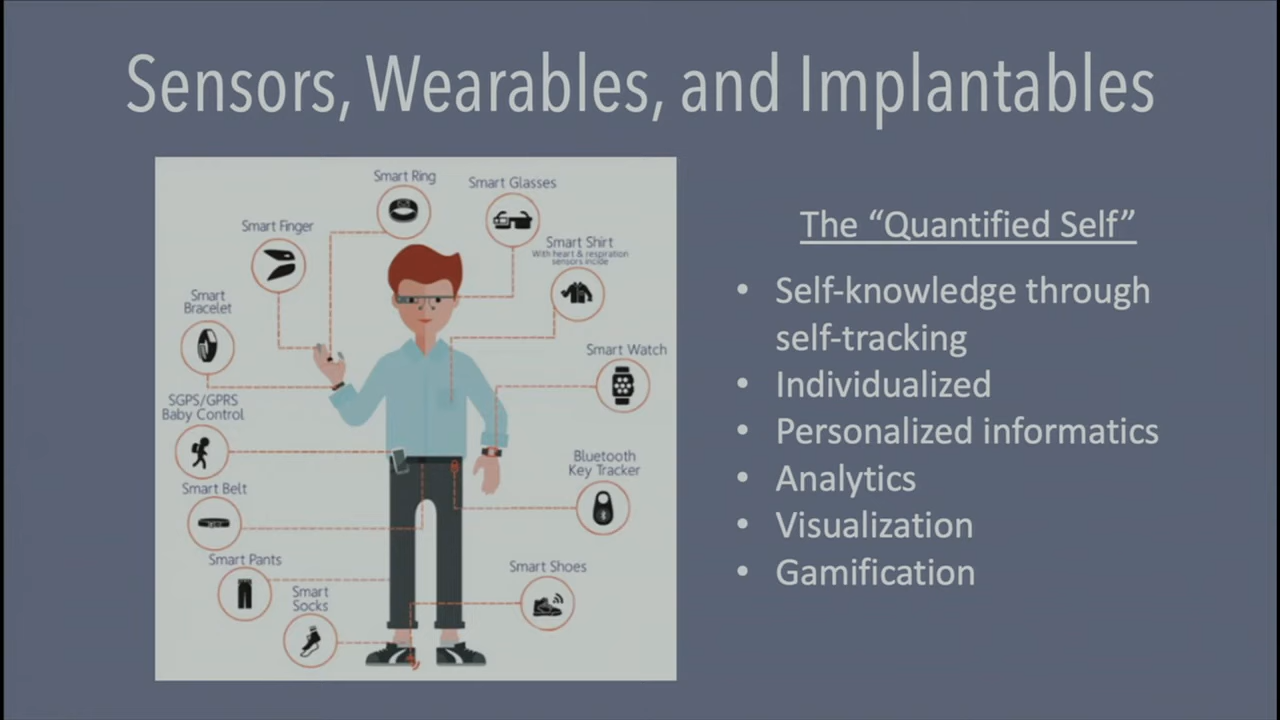 Sensors, Wearables, and Implantables
Smart Ring
Smart Glasses
Smart Finger
Smart Shirt
With heart & respiration
sensors inside
Smart
Bracelet
Smart Watch
SGPS/GPRS
Baby Control
Bluetooth
Key Tracker
Smart Belt
Smart Pants
Smart Shoes
Smart
Socks
The “Quantified Self”
• Self-knowledge through
self-tracking
• Individualized
• Personalized informatics
• Analytics
• Visualization
• Gamification